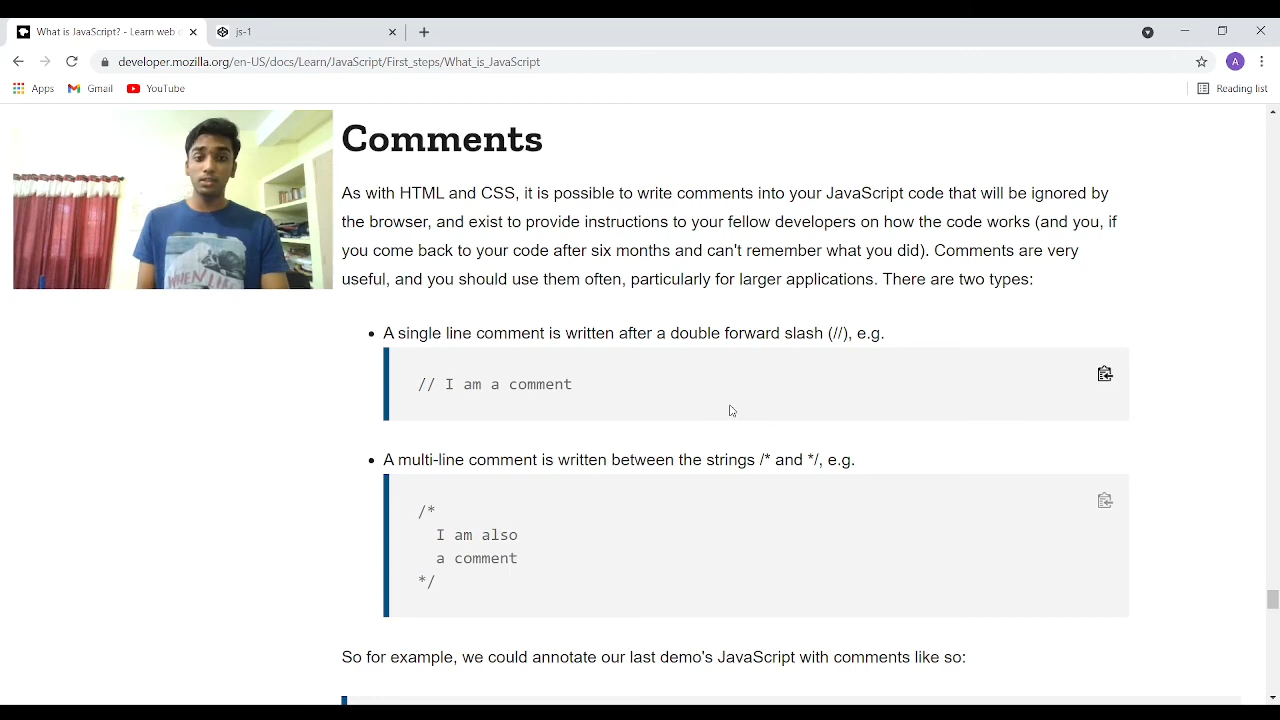 What is JavaScript? - Learn web
js-1
developer.mozilla.org/en-US/docs/Learn/JavaScript/First_steps/What_is_JavaScript
A
Apps
Gmail
YouTube
Reading list
Comments
As with HTML and CSS, it is possible to write comments into your JavaScript code that will be ignored by
the browser, and exist to provide instructions to your fellow developers on how the code works (and you, if
you come back to your code after six months and can't remember what you did). Comments are very
useful, and you should use them often, particularly for larger applications. There are two types:
WHEN LIFE
• A single line comment is written after a double forward slash (//), e.g.
// I am a comment
• A multi-line comment is written between the strings /* and */, e.g.
/*
I am also
a comment
*/
So for example, we could annotate our last demo's JavaScript with comments like so: